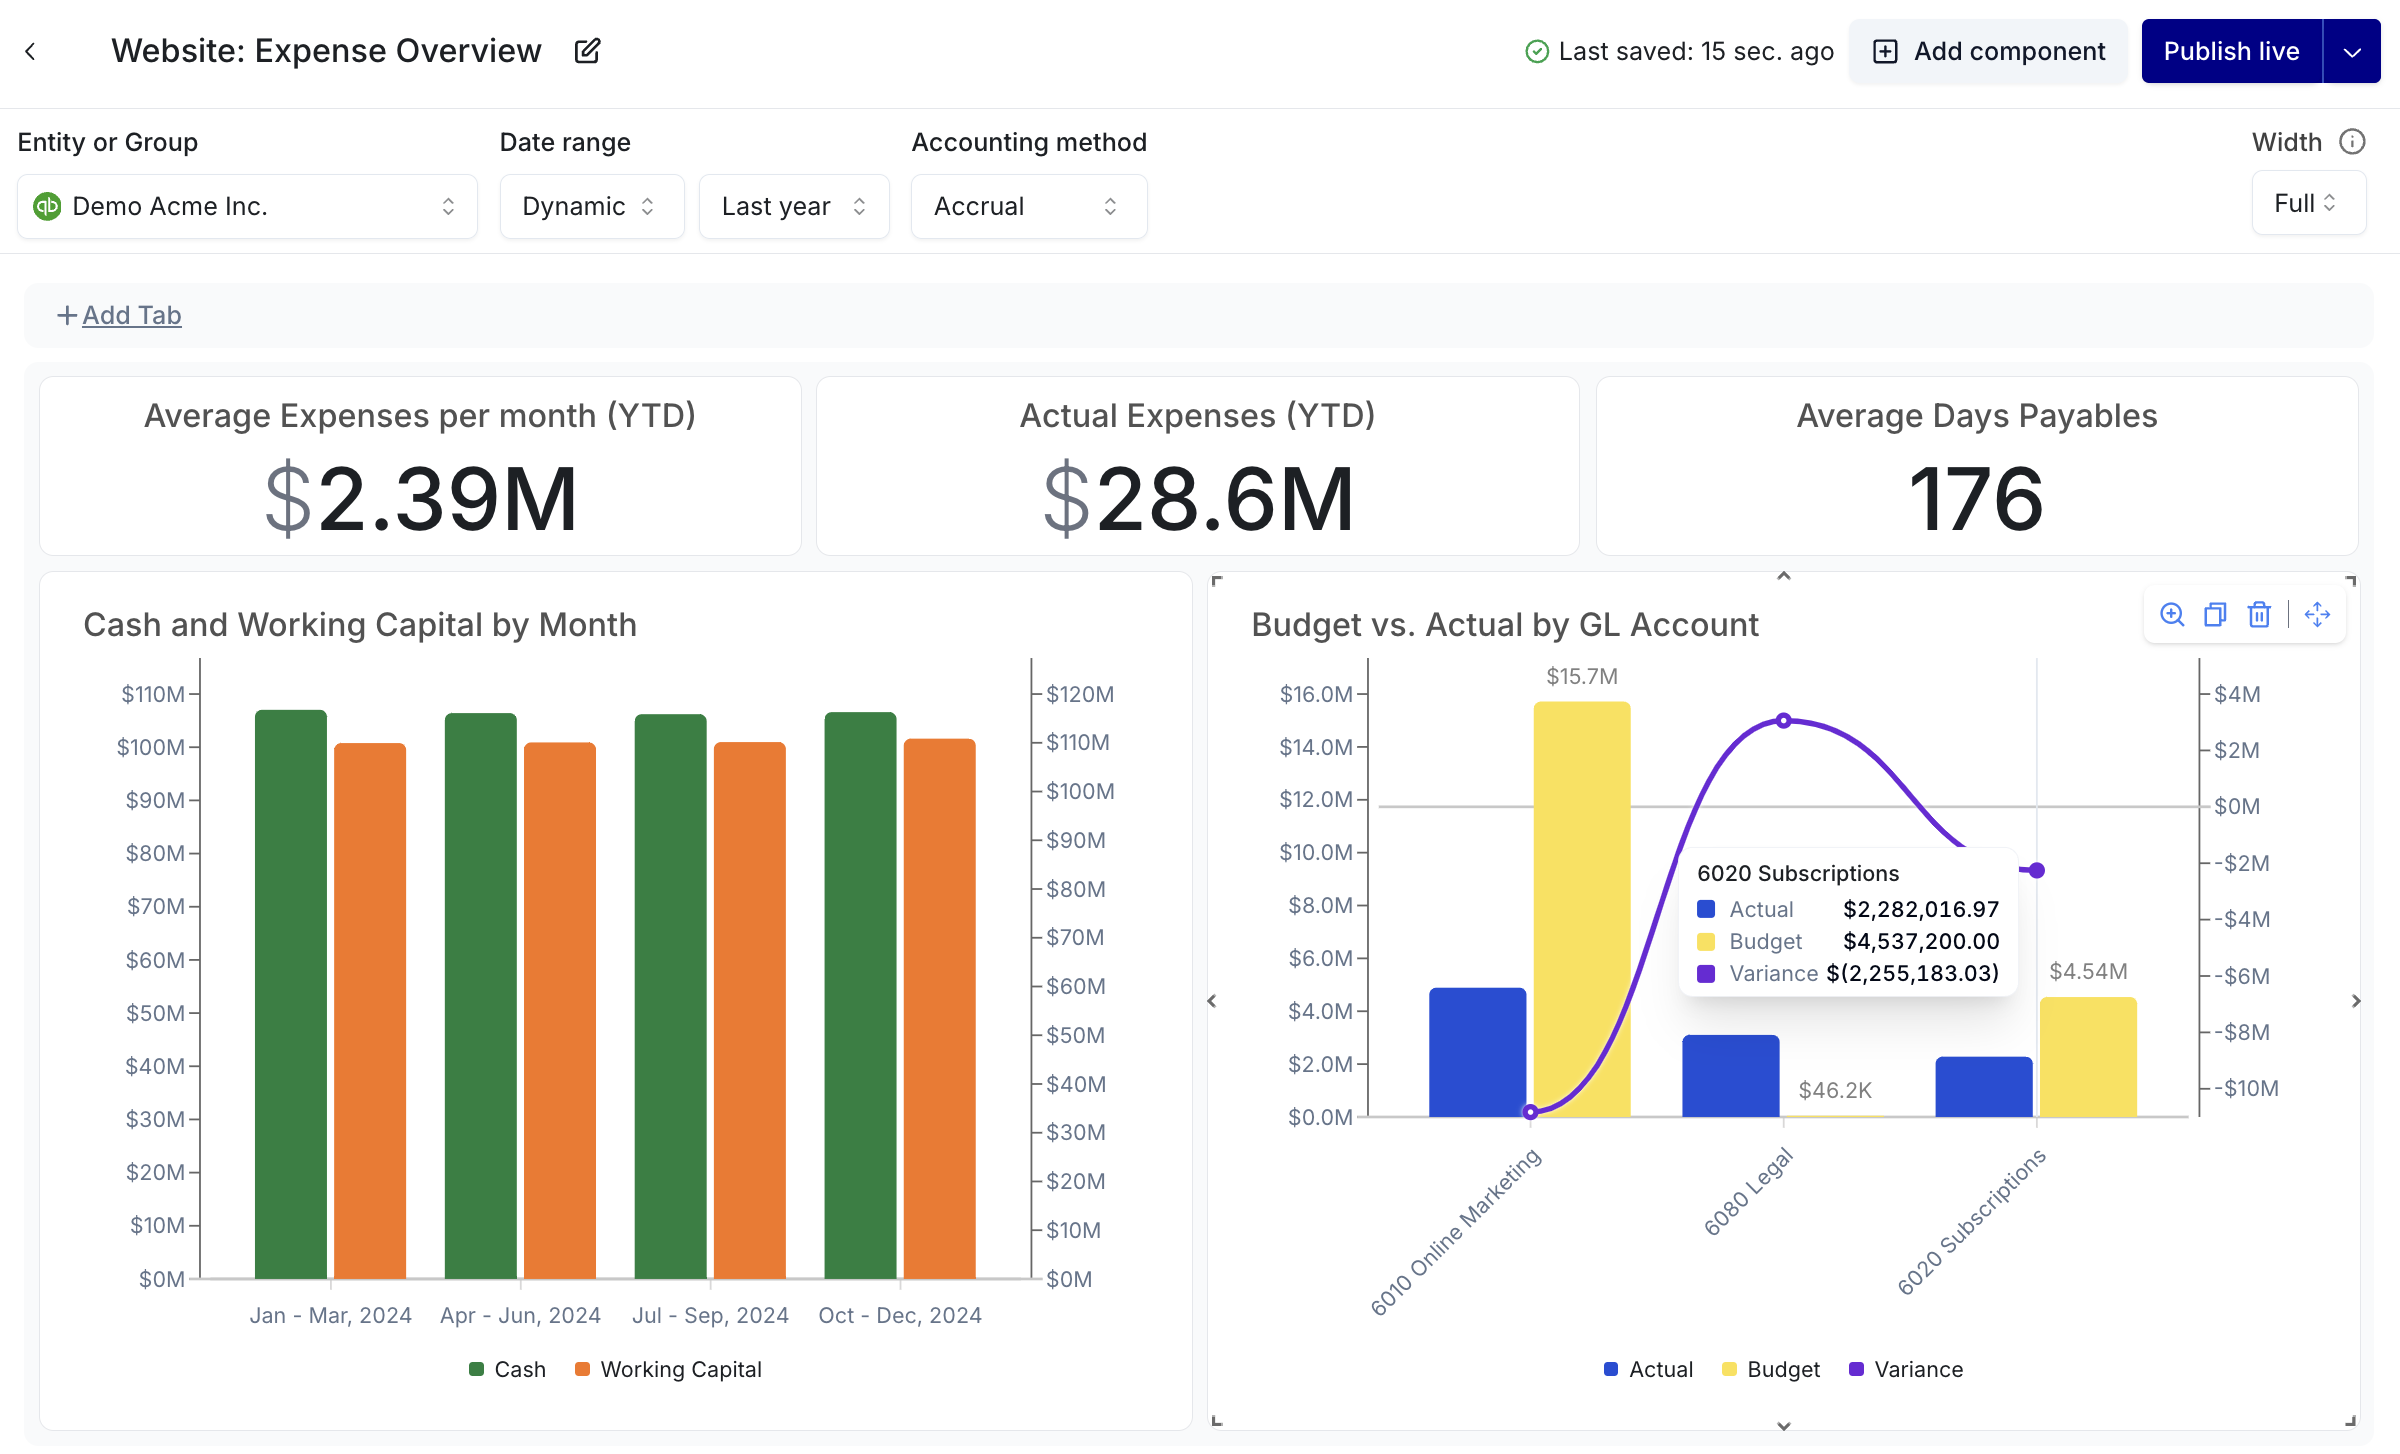 Website: Expense Overview
Last saved: 15 sec. ago
Add component
Publish live
Entity or Group
Date range
Accounting method
Width
qb Demo Acme Inc.
Dynamic
Last year
Accrual
Full
Add Tab
Average Expenses per month (YTD)
$2.39M
Actual Expenses (YTD)
$28.6M
Average Days Payables
176
Cash and Working Capital by Month
$110M
$100M
$90M
$80M
$70M
$60M
$50M
$40M
$30M
$20M
$10M
$0M
$120M
$110M
$100M
$90M
$80M
$70M
$60M
$50M
$40M
$30M
$20M
$10M
$0M
Jan - Mar, 2024
Apr - Jun, 2024
Jul - Sep, 2024
Oct - Dec, 2024
Cash
Working Capital
Budget vs. Actual by GL Account
$16.0M
$14.0M
$12.0M
$10.0M
$8.0M
$6.0M
$4.0M
$2.0M
$0.0M
$15.7M
$46.2K
$4.54M
6020 Subscriptions
Actual $2,282,016.97
Budget $4,537,200.00
Variance $(2,255,183.03)
$4M
$2M
$0M
-$2M
-$4M
-$6M
-$8M
-$10M
6010 Online Marketing
6080 Legal
6020 Subscriptions
Actual
Budget
Variance